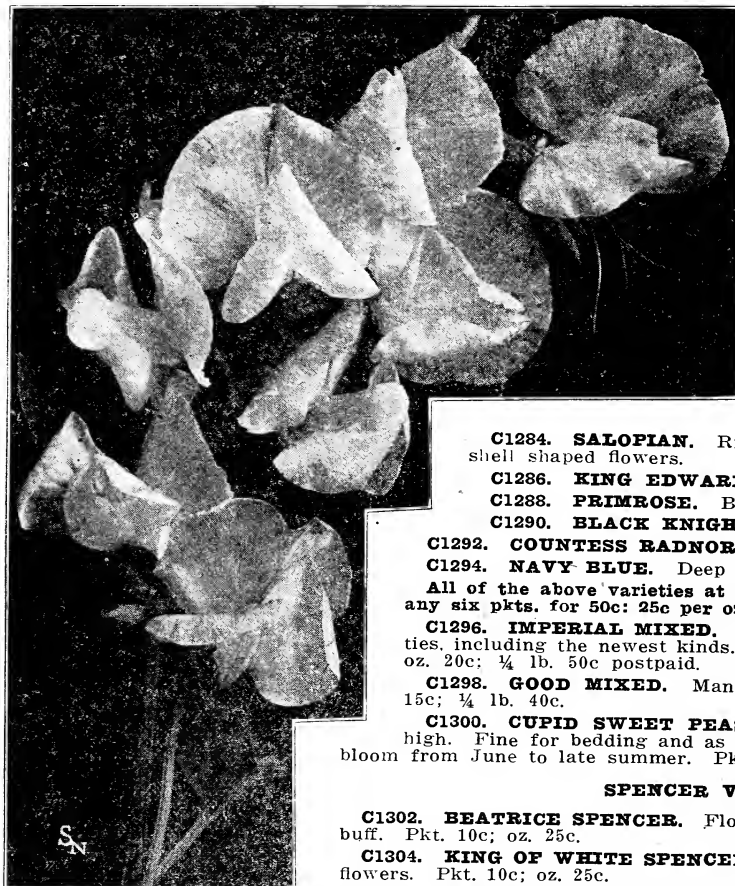 C1284. SALOPIAN. R
shell shaped flowers.
C1286. KING EDWARI
C1288. PRIMROSE. B
C1290. BLACK KNIGH
C1292. COUNTESS RADNOR
C1294. NAVY BLUE. Deep
All of the above varieties at
any six pkts. for 50c: 25c per o
C1296. IMPERIAL MIXED.
ties, including the newest kinds.
oz. 20c; ¼ lb. 50c postpaid.
C1298. GOOD MIXED. Man
15c; ¼ lb. 40c.
C1300. CUPID SWEET PEAS
high. Fine for bedding and as
bloom from June to late summer. Pk
SPENCER V
C1302. BEATRICE SPENCER. Flo
buff. Pkt. 10c; oz. 25c.
C1304. KING OF WHITE SPENCE
flowers. Pkt. 10c; oz. 25c.
SN